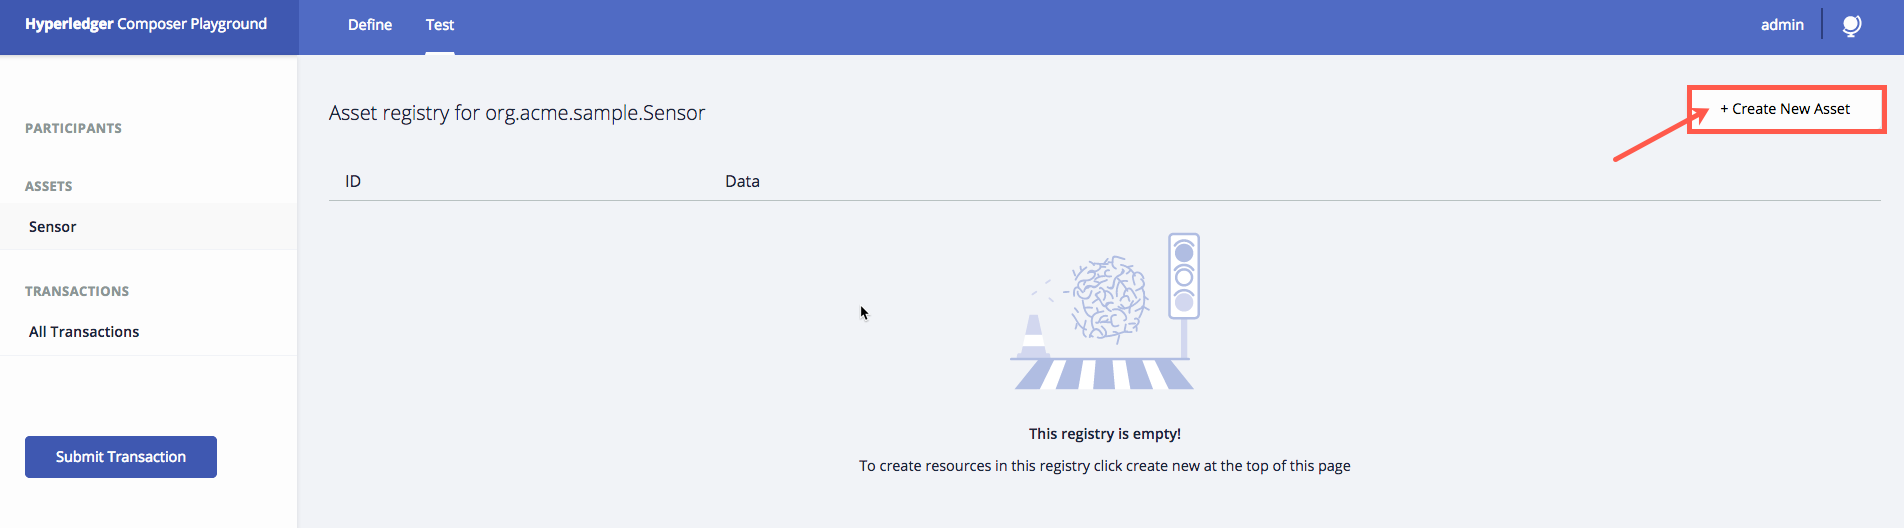 Hyperledger Composer Playground
Define
Test
admin
PARTICIPANTS
ASSETS
Sensor
TRANSACTIONS
All Transactions
Submit Transaction
Asset registry for org.acme.sample.Sensor
+ Create New Asset
ID
Data
This registry is empty!
To create resources in this registry click create new at the top of this page